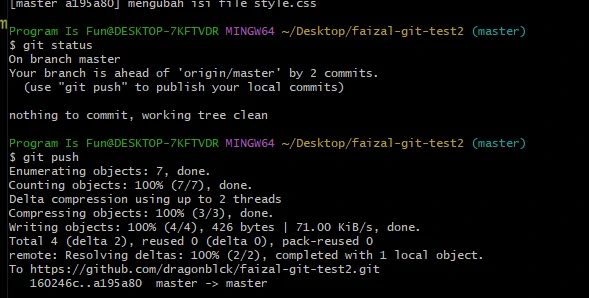 [master a195a80] mengubah isi file style.css
m
Program Is Fun@DESKTOP-7KFTVDR MINGW64 ~/Desktop/faizal-git-test2 (master)
$ git status
On branch master
Your branch is ahead of 'origin/master' by 2 commits.
  (use "git push" to publish your local commits)

nothing to commit, working tree clean

Program Is Fun@DESKTOP-7KFTVDR MINGW64 ~/Desktop/faizal-git-test2 (master)
$ git push
Enumerating objects: 7, done.
Counting objects: 100% (7/7), done.
Delta compression using up to 2 threads
Compressing objects: 100% (3/3), done.
Writing objects: 100% (4/4), 426 bytes | 71.00 KiB/s, done.
Total 4 (delta 2), reused 0 (delta 0), pack-reused 0
remote: Resolving deltas: 100% (2/2), completed with 1 local object.
To https://github.com/dragonblck/faizal-git-test2.git
   160246c..a195a80  master -> master